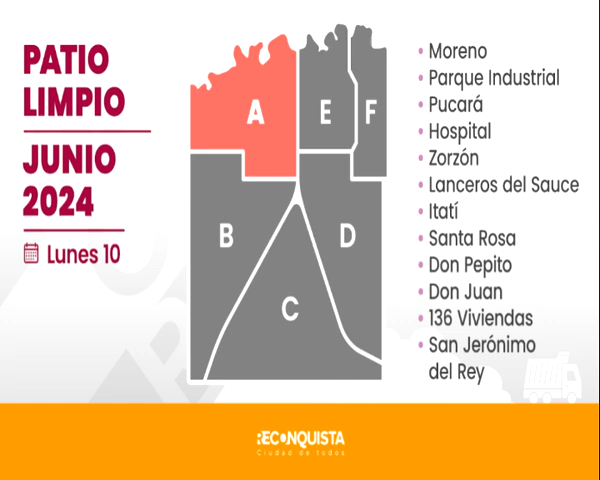 PATIO
LIMPIO
JUNIO
2024
Lunes 10
A
E
F
B
D
C
• Moreno
• Parque Industrial
• Pucará
• Hospital
• Zorzón
• Lanceros del Sauce
• Itatí
• Santa Rosa
• Don Pepito
• Don Juan
• 136 Viviendas
• San Jerónimo
del Rey
RECONQUISTA
Ciudad de todos